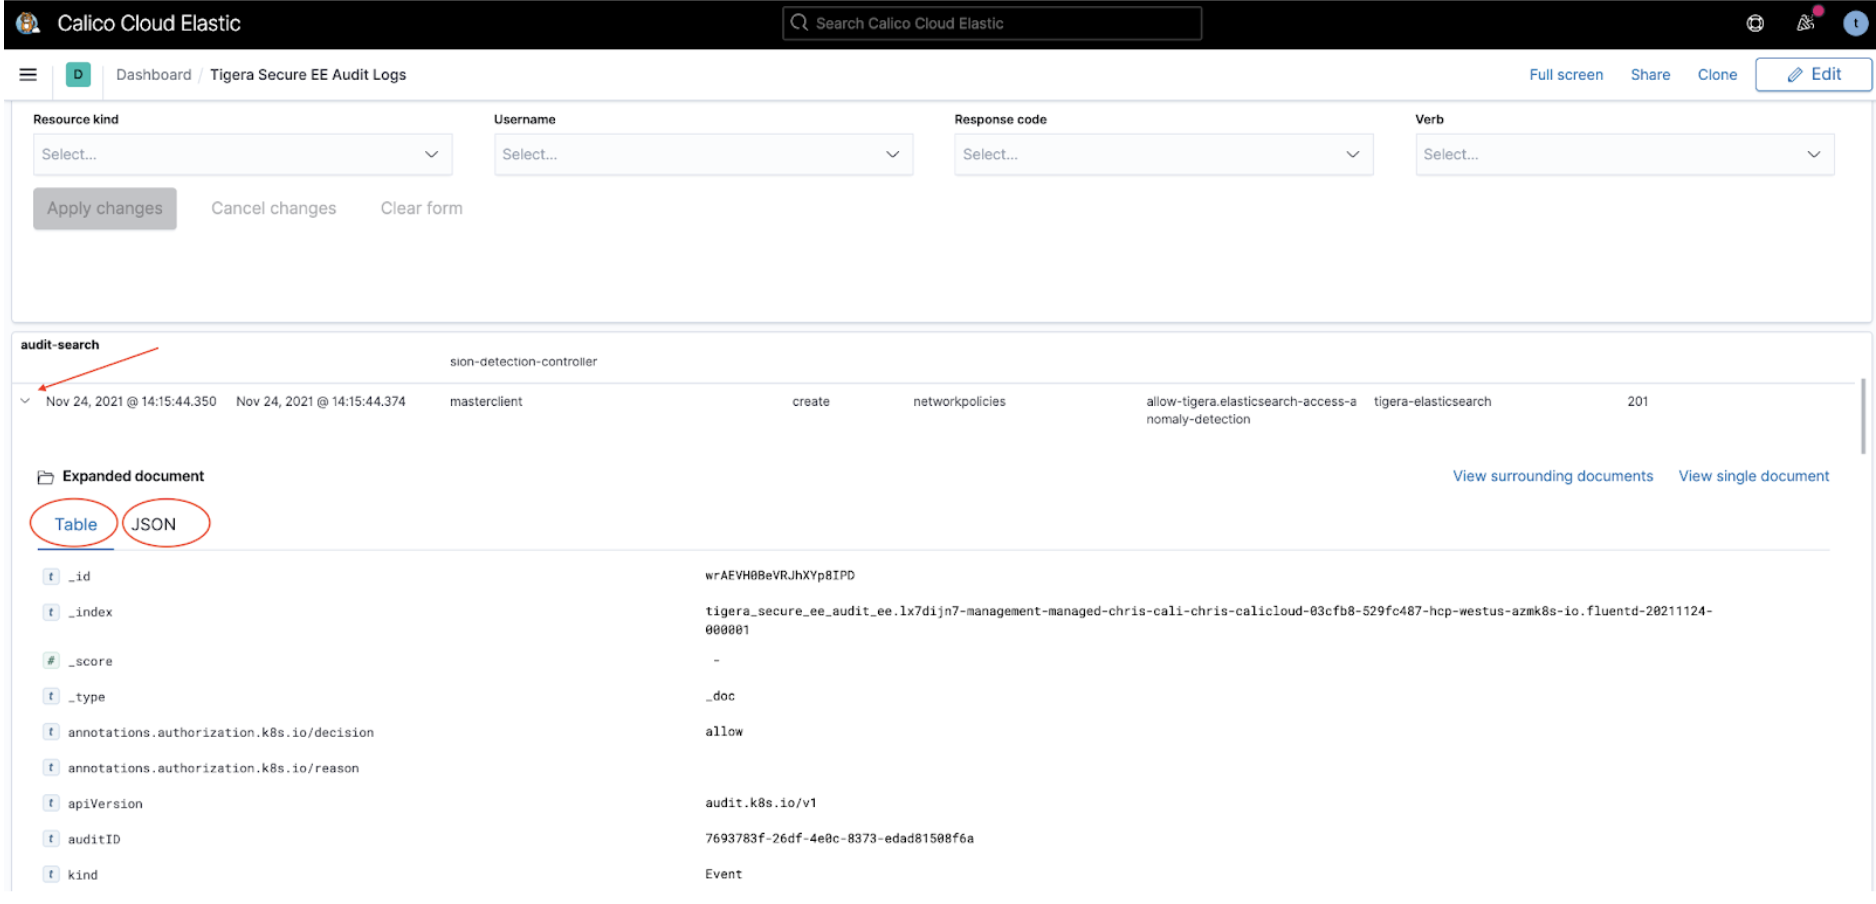 Calico Cloud Elastic
Search Calico Cloud Elastic
t
D
Dashboard / Tigera Secure EE Audit Logs
Full screen Share Clone Edit
Resource kind Username Response code Verb
Select... Select... Select... Select...
Apply changes Cancel changes Clear form
audit-search
sion-detection-controller
Nov 24, 2021 @ 14:15:44.350 Nov 24, 2021 @ 14:15:44.374 masterclient create networkpolicies allow-tigera.elasticsearch-access-a tigera-elasticsearch 201
nomaly-detection
Expanded document View surrounding documents View single document
Table JSON
t _id wrAEVH0BeVRJhXYp8IPD
t _index tigera_secure_ee_audit_ee.lx7dijn7-management-managed-chris-cali-chris-calicloud-03cfb8-529fc487-hcp-westus-azmk8s-io.fluentd-20211124-
000001
# _score -
t _type _doc
t annotations.authorization.k8s.io/decision allow
t annotations.authorization.k8s.io/reason
t apiVersion audit.k8s.io/v1
t auditID 7693783f-26df-4e0c-8373-edad81508f6a
t kind Event